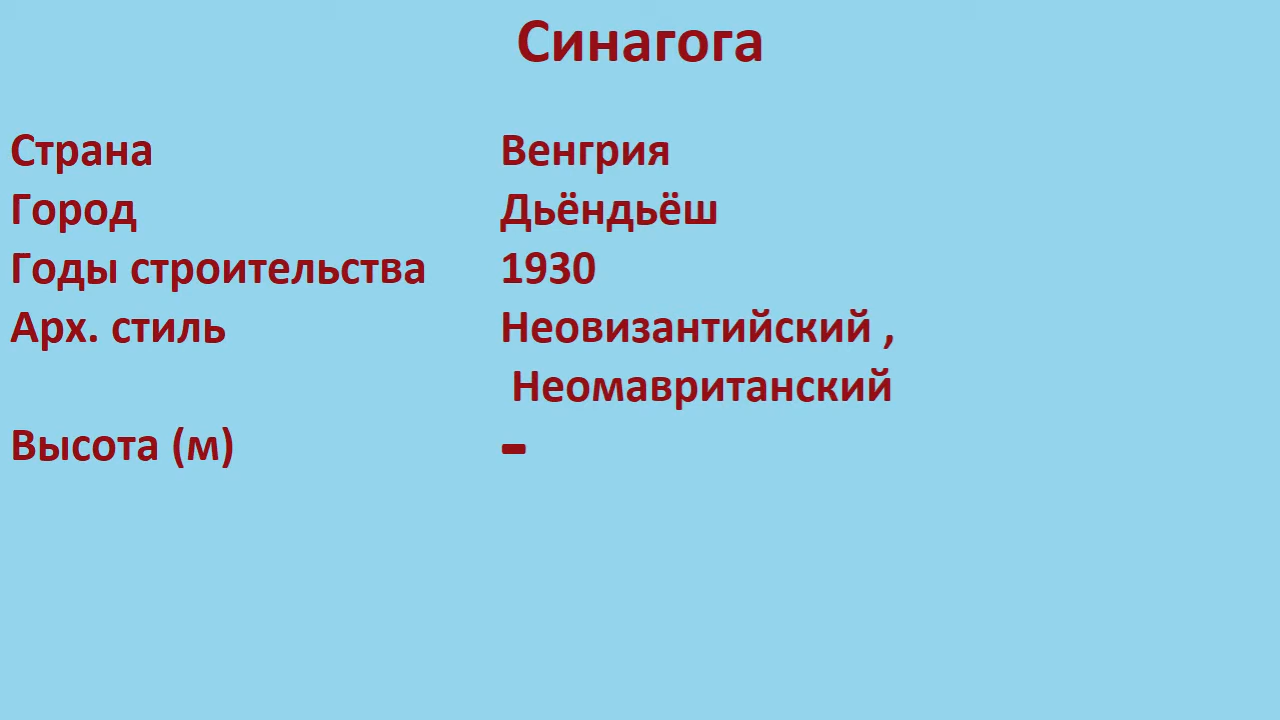 Синагога
Страна Венгрия
Город Дьёндьёш
Годы строительства 1930
Арх. стиль Неовизантийский ,
Неомавританский
Высота (м) -